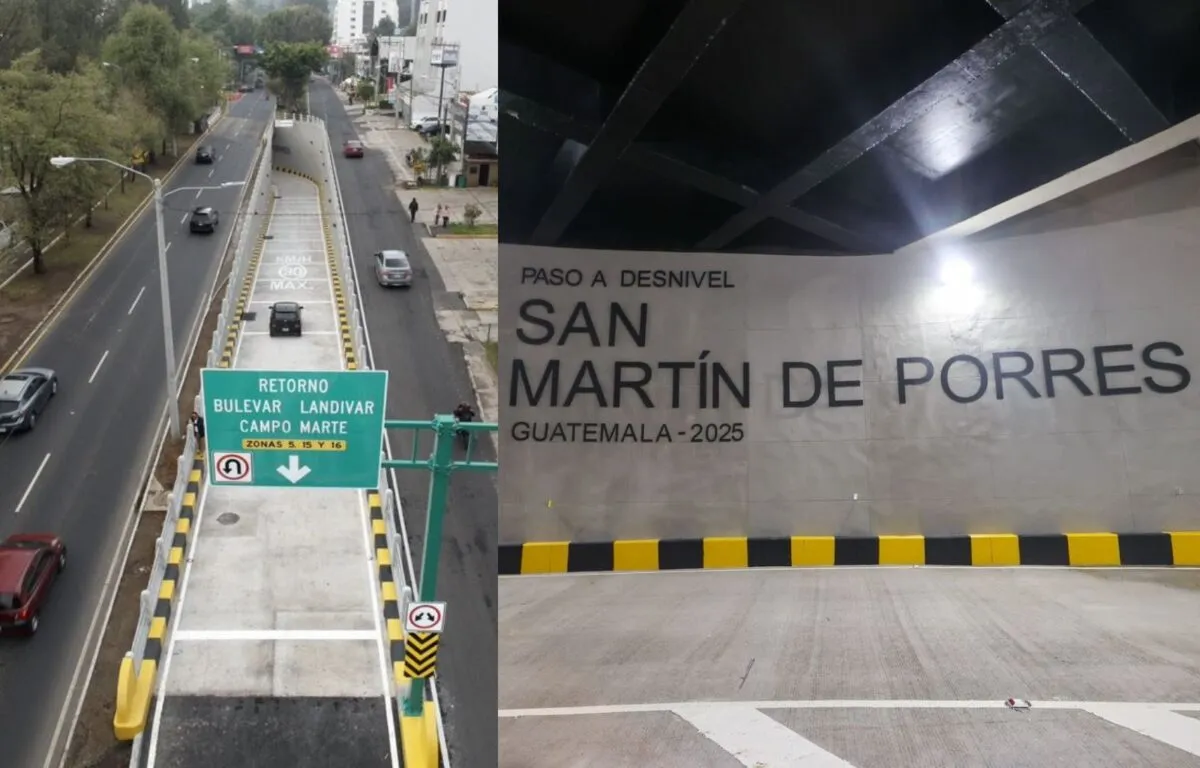 RETORNO
BULEVAR LANDIVAR
CAMPO MARTE
ZONAS 5, 15 Y 16
KM/H
30
MAX.
PASO A DESNIVEL
SAN
MARTÍN DE PORRES
GUATEMALA - 2025